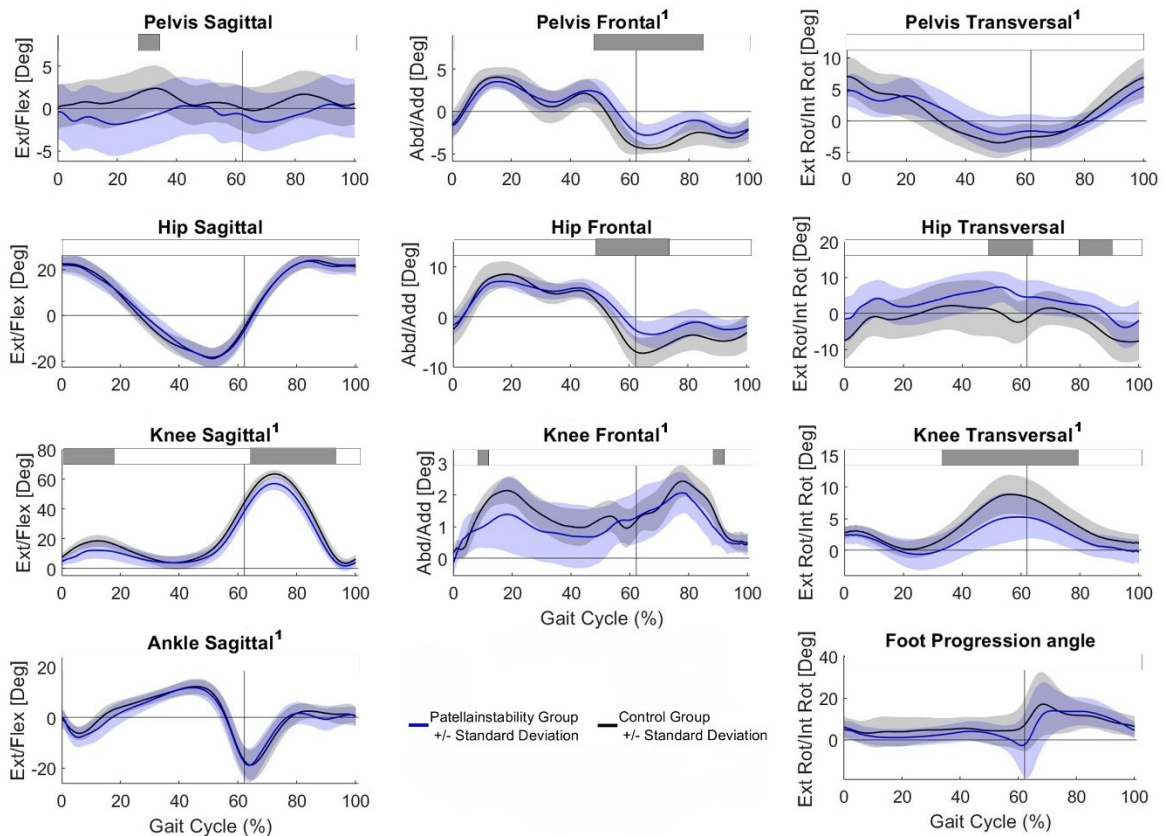 Pelvis Sagittal
Ext/Flex [Deg]
5
0
-5
0 20 40 60 80 100
Pelvis Frontal¹
Abd/Add [Deg]
5
0
-5
0 20 40 60 80 100
Pelvis Transversal¹
Ext Rot/Int Rot [Deg]
10
5
0
-5
0 20 40 60 80 100
Hip Sagittal
Ext/Flex [Deg]
20
0
-20
0 20 40 60 80 100
Hip Frontal
Abd/Add [Deg]
10
0
-10
0 20 40 60 80 100
Hip Transversal
Ext Rot/Int Rot [Deg]
20
10
0
-10
0 20 40 60 80 100
Knee Sagittal¹
Ext/Flex [Deg]
80
60
40
20
0
0 20 40 60 80 100
Knee Frontal¹
Abd/Add [Deg]
3
2
1
0
0 20 40 60 80 100
Gait Cycle (%)
Knee Transversal¹
Ext Rot/Int Rot [Deg]
15
10
5
0
0 20 40 60 80 100
Ankle Sagittal¹
Ext/Flex [Deg]
20
0
-20
0 20 40 60 80 100
Gait Cycle (%)
Patellainstability Group
+/- Standard Deviation
Control Group
+/- Standard Deviation
Foot Progression angle
Ext Rot/Int Rot [Deg]
40
20
0
0 20 40 60 80 100
Gait Cycle (%)